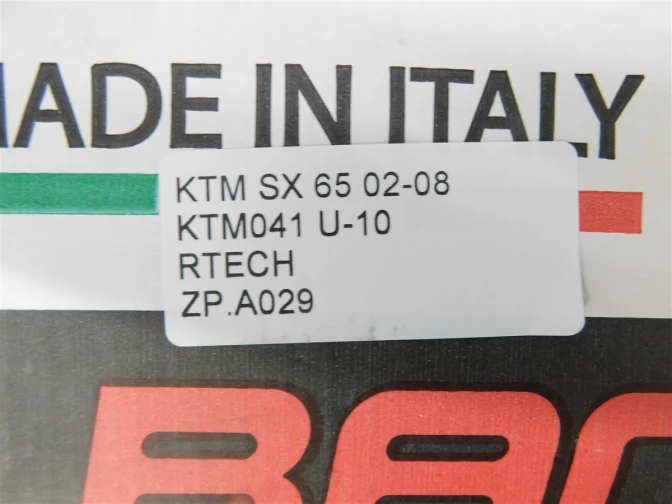 MADE IN ITALY
KTM SX 65 02-08
KTM041 U-10
RTECH
ZP.A029